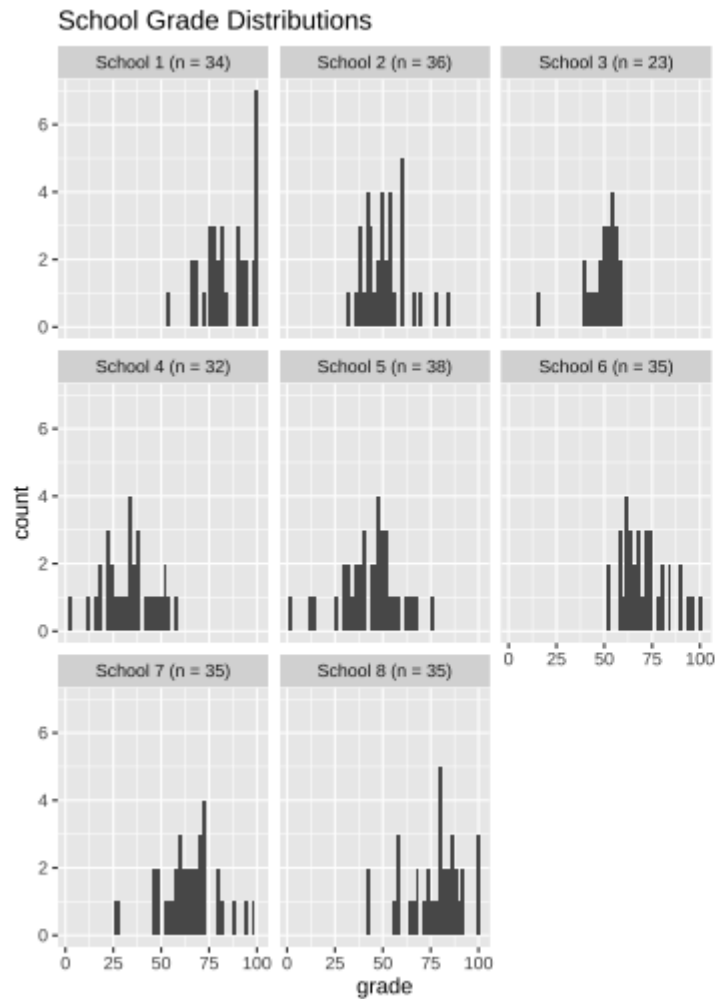 School Grade Distributions
School 1 (n = 34)
School 2 (n = 36)
School 3 (n = 23)
6
4
2
0
School 4 (n = 32)
School 5 (n = 38)
School 6 (n = 35)
count
6
4
2
0
0 25 50 75 100
School 7 (n = 35)
School 8 (n = 35)
6
4
2
0
0 25 50 75 100
0 25 50 75 100
grade